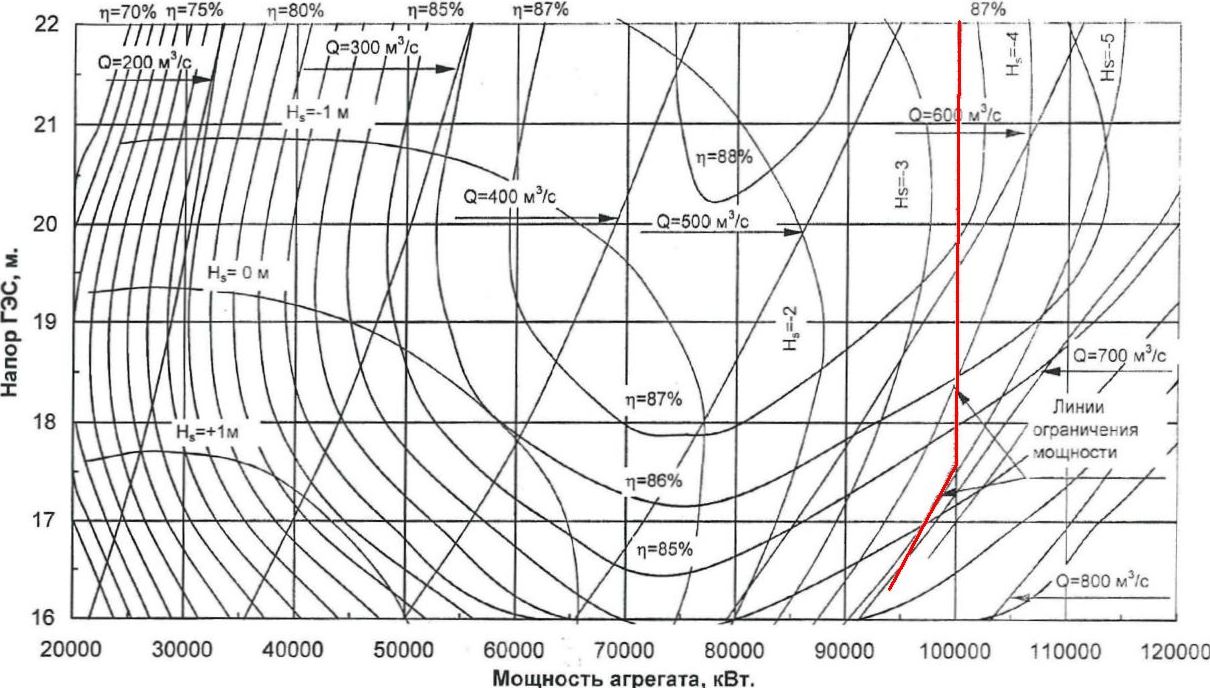 η=70% η=75% η=80% η=85% η=87% 87%
22
Q=300 м³/с
Q=200 м³/с
Hₛ=-4
Hₛ=-5
Hₛ=-1 м
Q=600 м³/с
21
η=88%
Hs=-3
Q=400 м³/с
Q=500 м³/с
20
Hₛ= 0 м
19
Hₛ=-2
Q=700 м³/с
η=87%
Линии
ограничения
мощности
18
Hₛ=+1м
η=86%
17
η=85%
Q=800 м³/с
16
Напор ГЭС, м.
20000 30000 40000 50000 60000 70000 80000 90000 100000 110000 120000
Мощность агрегата, кВт.